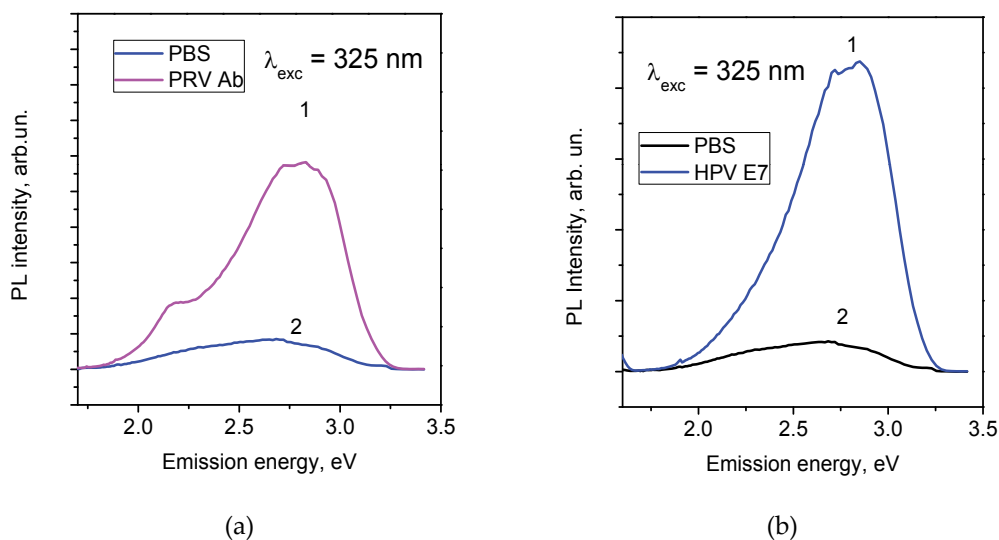 PBS
PRV Ab
λexc = 325 nm
1
2
PL intensity, arb.un.
2.0 2.5 3.0 3.5
Emission energy, eV
(a)
1
λexc = 325 nm
PBS
HPV E7
2
PL Intensity, arb. un.
2.0 2.5 3.0 3.5
Emission energy, eV
(b)